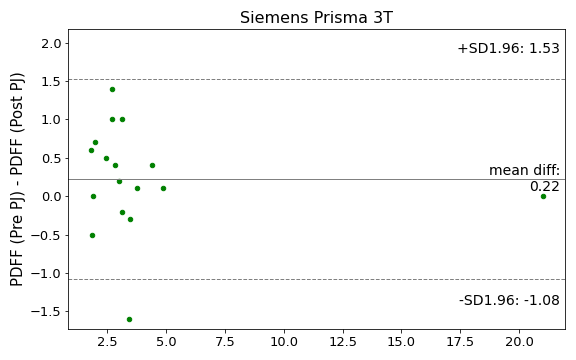 Siemens Prisma 3T
PDFF (Pre PJ) - PDFF (Post PJ)
2.0
1.5
1.0
0.5
0.0
−0.5
−1.0
−1.5
+SD1.96: 1.53
mean diff:
0.22
-SD1.96: -1.08
2.5 5.0 7.5 10.0 12.5 15.0 17.5 20.0